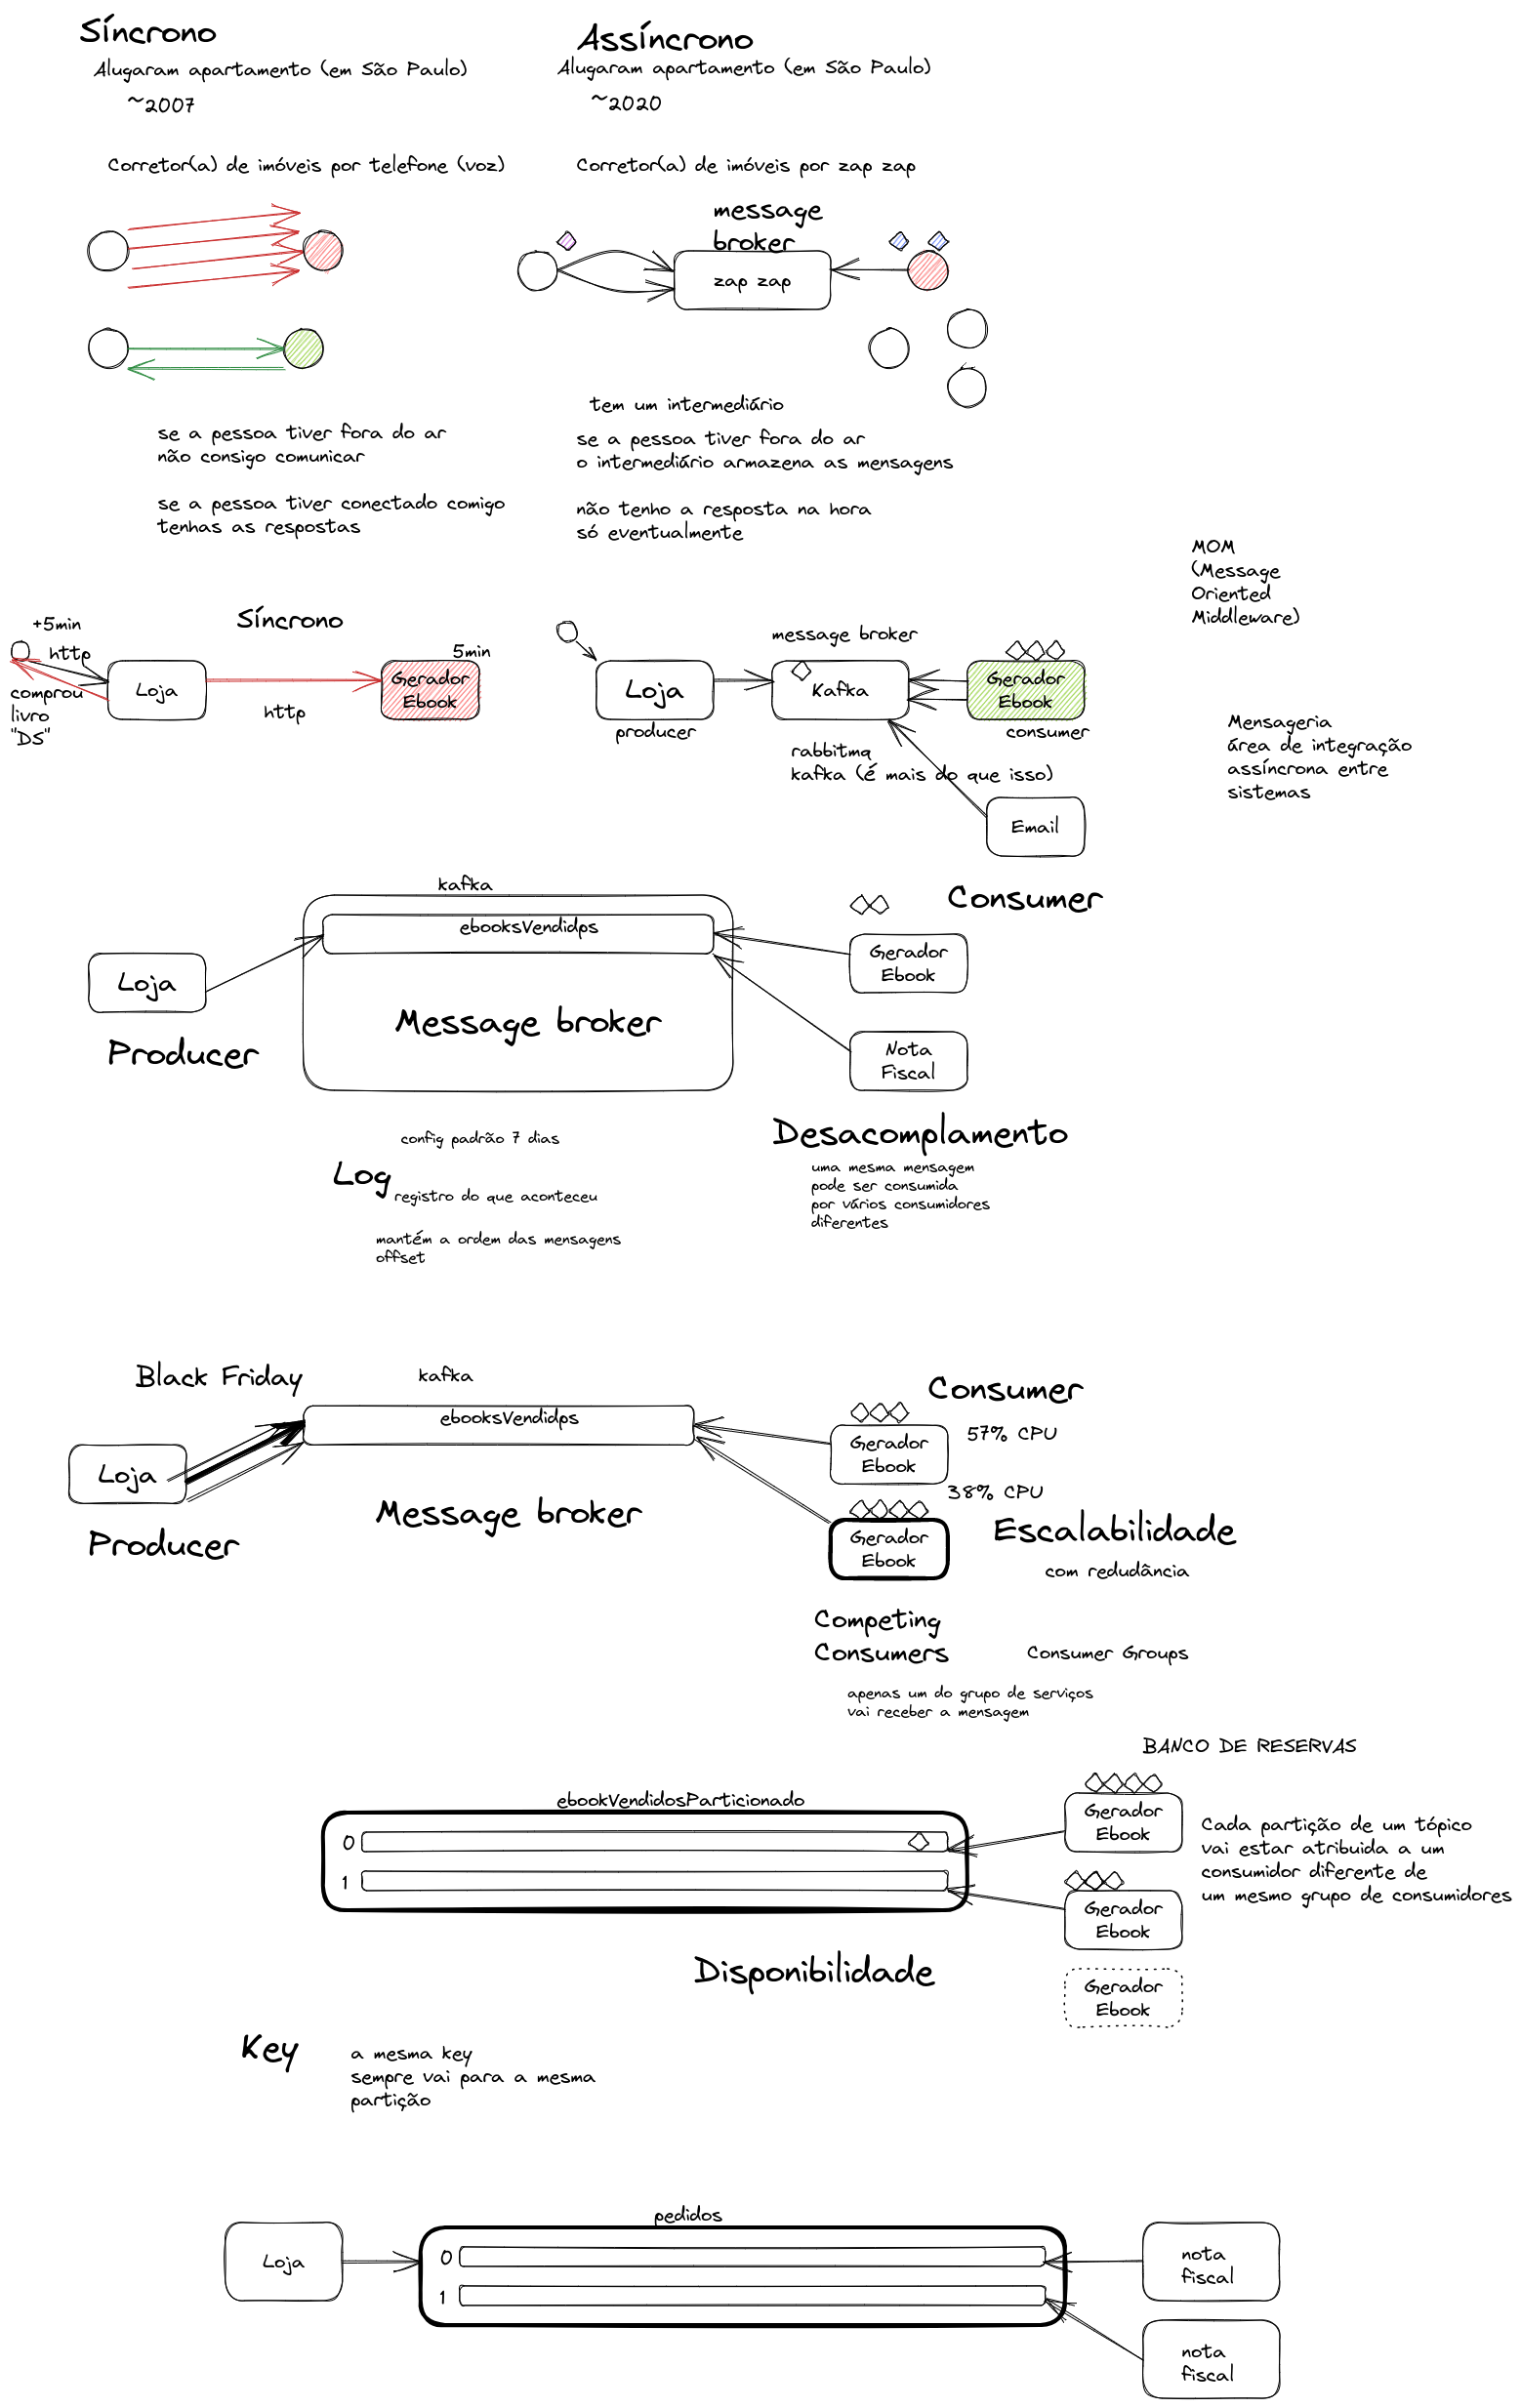 Síncrono
Alugaram apartamento (em São Paulo)
~2007
Corretor(a) de imóveis por telefone (voz)
se a pessoa tiver fora do ar
não consigo comunicar
se a pessoa tiver conectado comigo
tenhas as respostas
Assíncrono
Alugaram apartamento (em São Paulo)
~2020
Corretor(a) de imóveis por zap zap
message
broker
zap zap
tem um intermediário
se a pessoa tiver fora do ar
o intermediário armazena as mensagens
não tenho a resposta na hora
só eventualmente
MOM
(Message
Oriented
Middleware)
Síncrono
+5min
http
comprou
livro
"DS"
Loja
http
5min
Gerador
Ebook
message broker
Loja
producer
Kafka
rabbitmq
kafka (é mais do que isso)
Gerador
Ebook
consumer
Email
Mensageria
área de integração
assíncrona entre
sistemas
kafka
ebooksVendidps
Message broker
Loja
Producer
Consumer
Gerador
Ebook
Nota
Fiscal
config padrão 7 dias
Log
registro do que aconteceu
mantém a ordem das mensagens
offset
Desacomplamento
uma mesma mensagem
pode ser consumida
por vários consumidores
diferentes
Black Friday
kafka
ebooksVendidps
Loja
Producer
Message broker
Consumer
Gerador
Ebook
57% CPU
38% CPU
Gerador
Ebook
Escalabilidade
com redudância
Competing
Consumers
Consumer Groups
apenas um do grupo de serviços
vai receber a mensagem
BANCO DE RESERVAS
ebookVendidosParticionado
0
1
Gerador
Ebook
Gerador
Ebook
Gerador
Ebook
Cada partição de um tópico
vai estar atribuida a um
consumidor diferente de
um mesmo grupo de consumidores
Disponibilidade
Key
a mesma key
sempre vai para a mesma
partição
pedidos
Loja
0
1
nota
fiscal
nota
fiscal